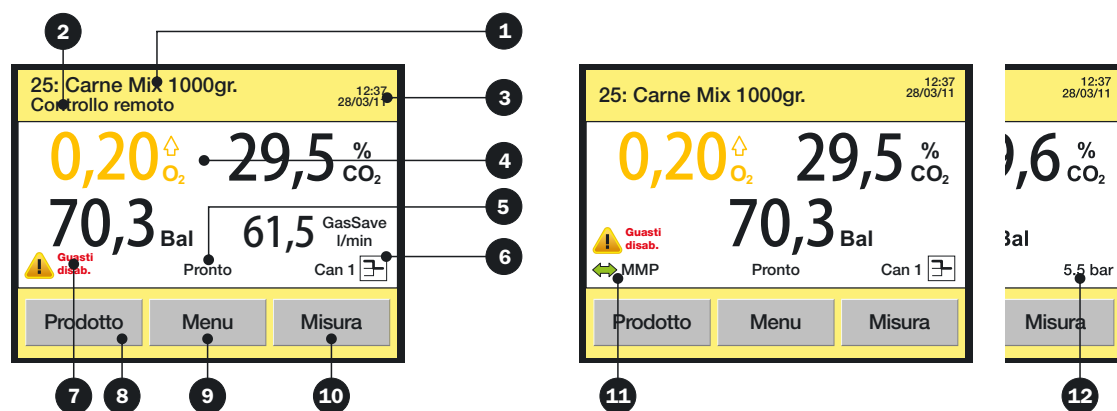 2
1
25: Carne Mix 1000gr.
Controllo remoto
12:37
28/03/11
3
0,20 O2
29,5 % CO2
4
70,3 Bal
61,5 GasSave l/min
5
Guasti disab.
Pronto
Can 1
6
Prodotto
Menu
Misura
7
8
9
10
25: Carne Mix 1000gr.
12:37
28/03/11
0,20 O2
29,5 % CO2
70,3 Bal
Guasti disab.
MMP
Pronto
Can 1
Prodotto
Menu
Misura
11
12:37
28/03/11
,6 % CO2
Bal
5.5 bar
Misura
12